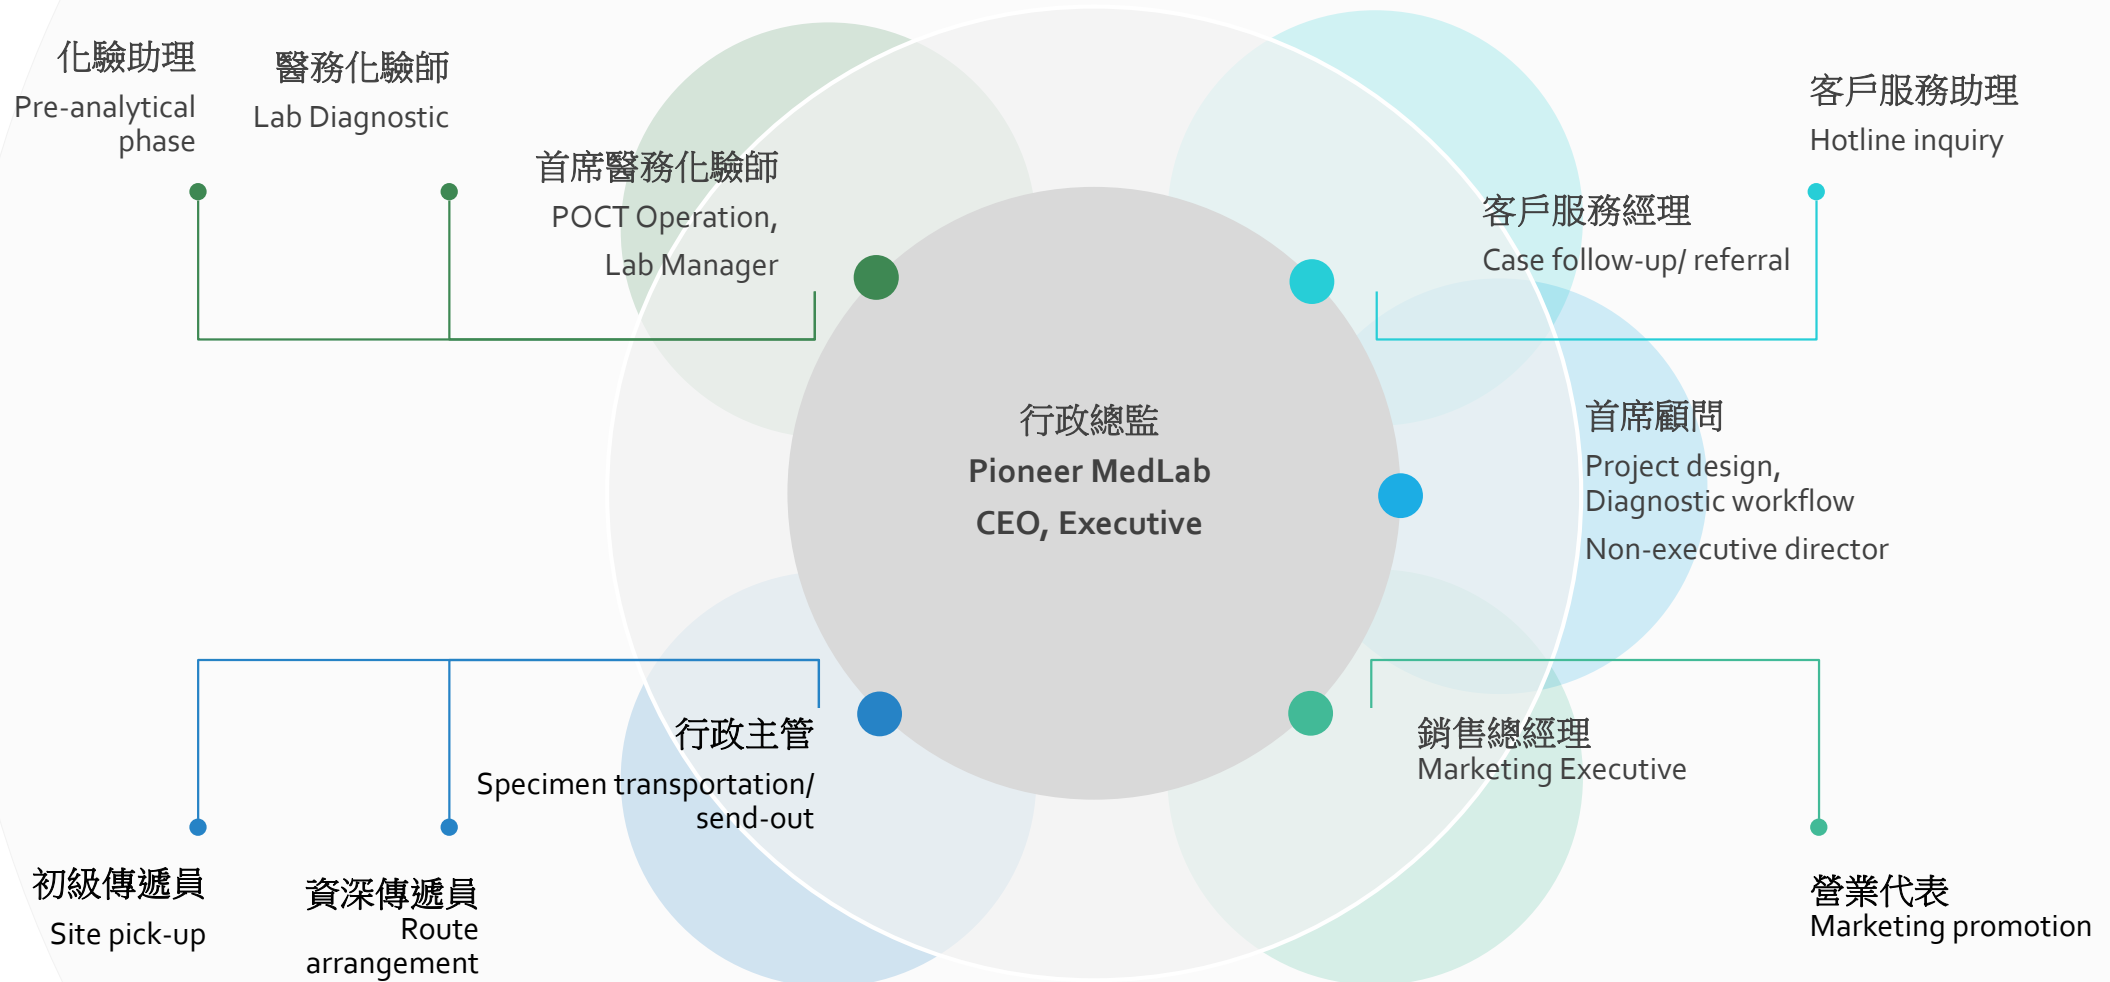 化驗助理
Pre-analytical
phase
醫務化驗師
Lab Diagnostic
首席醫務化驗師
POCT Operation,
Lab Manager
客戶服務助理
Hotline inquiry
客戶服務經理
Case follow-up/ referral
行政總監
Pioneer MedLab
CEO, Executive
首席顧問
Project design,
Diagnostic workflow
Non-executive director
行政主管
Specimen transportation/
send-out
銷售總經理
Marketing Executive
初級傳遞員
Site pick-up
資深傳遞員
Route
arrangement
營業代表
Marketing promotion